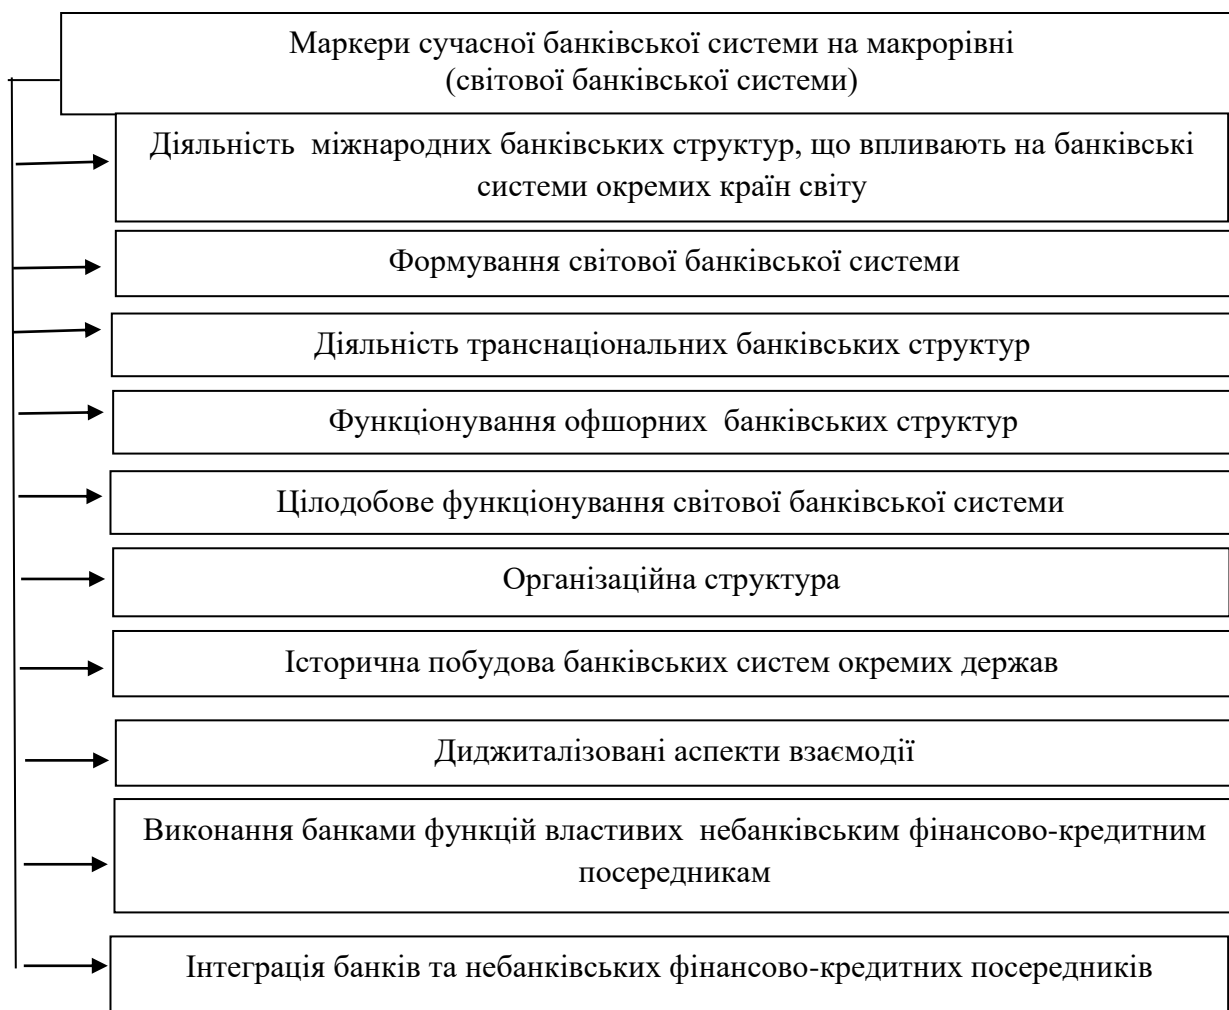 Маркери сучасної банківської системи на макрорівні
(світової банківської системи)
Діяльність міжнародних банківських структур, що впливають на банківські
системи окремих країн світу
Формування світової банківської системи
Діяльність транснаціональних банківських структур
Функціонування офшорних банківських структур
Цілодобове функціонування світової банківської системи
Організаційна структура
Історична побудова банківських систем окремих держав
Диджиталізовані аспекти взаємодії
Виконання банками функцій властивих небанківським фінансово-кредитним
посередникам
Інтеграція банків та небанківських фінансово-кредитних посередників